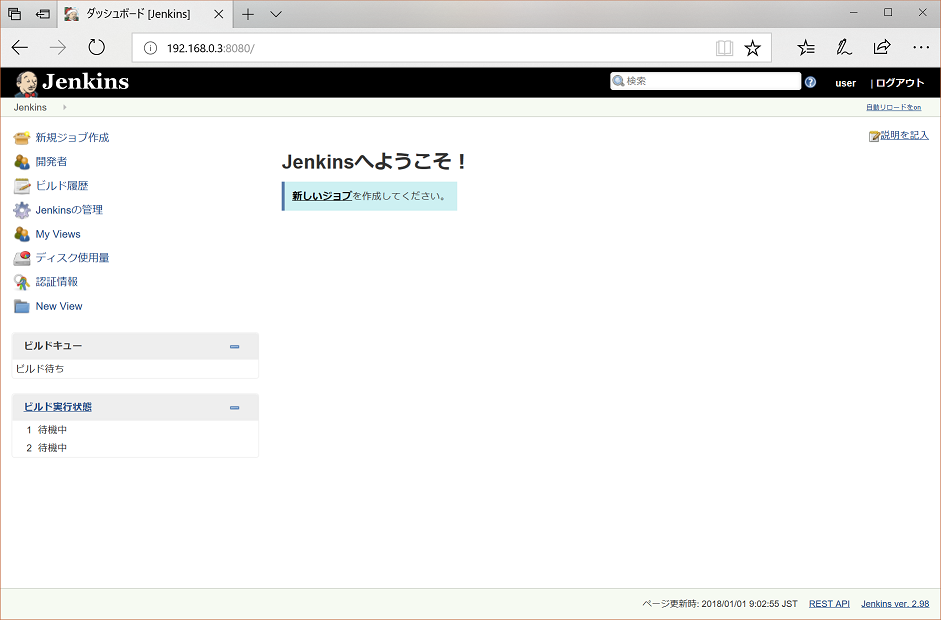 ダッシュボード [Jenkins]
192.168.0.3:8080/
Jenkins
検索
user
| ログアウト
Jenkins
自動リロードをon
新規ジョブ作成
開発者
ビルド履歴
Jenkinsの管理
My Views
ディスク使用量
認証情報
New View
説明を記入
Jenkinsへようこそ！
新しいジョブを作成してください。
ビルドキュー
ビルド待ち
ビルド実行状態
1 待機中
2 待機中
ページ更新時: 2018/01/01 9:02:55 JST REST API Jenkins ver. 2.98